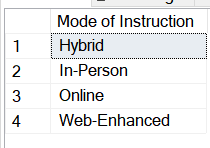 Mode of Instruction
1 Hybrid
2 In-Person
3 Online
4 Web-Enhanced